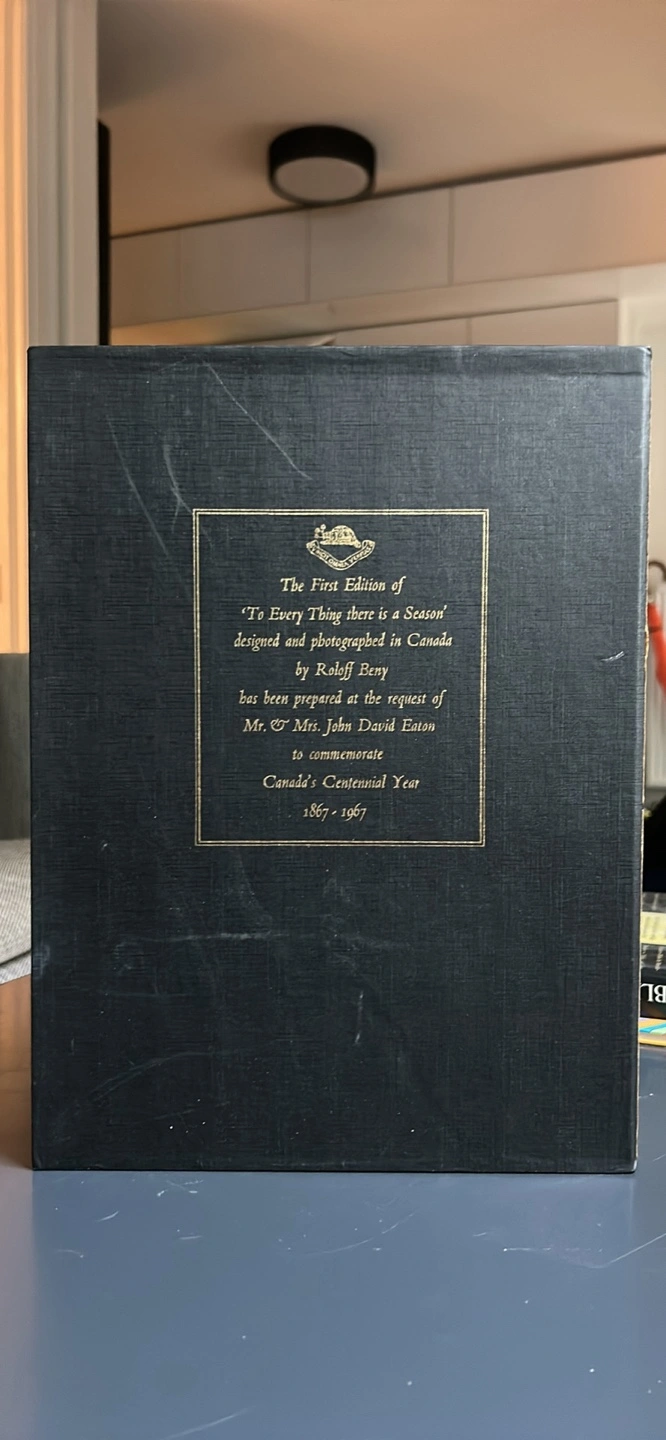 The First Edition of
'To Every Thing there is a Season'
designed and photographed in Canada
by Roloff Beny
has been prepared at the request of
Mr. & Mrs. John David Eaton
to commemorate
Canada's Centennial Year
1867 - 1967